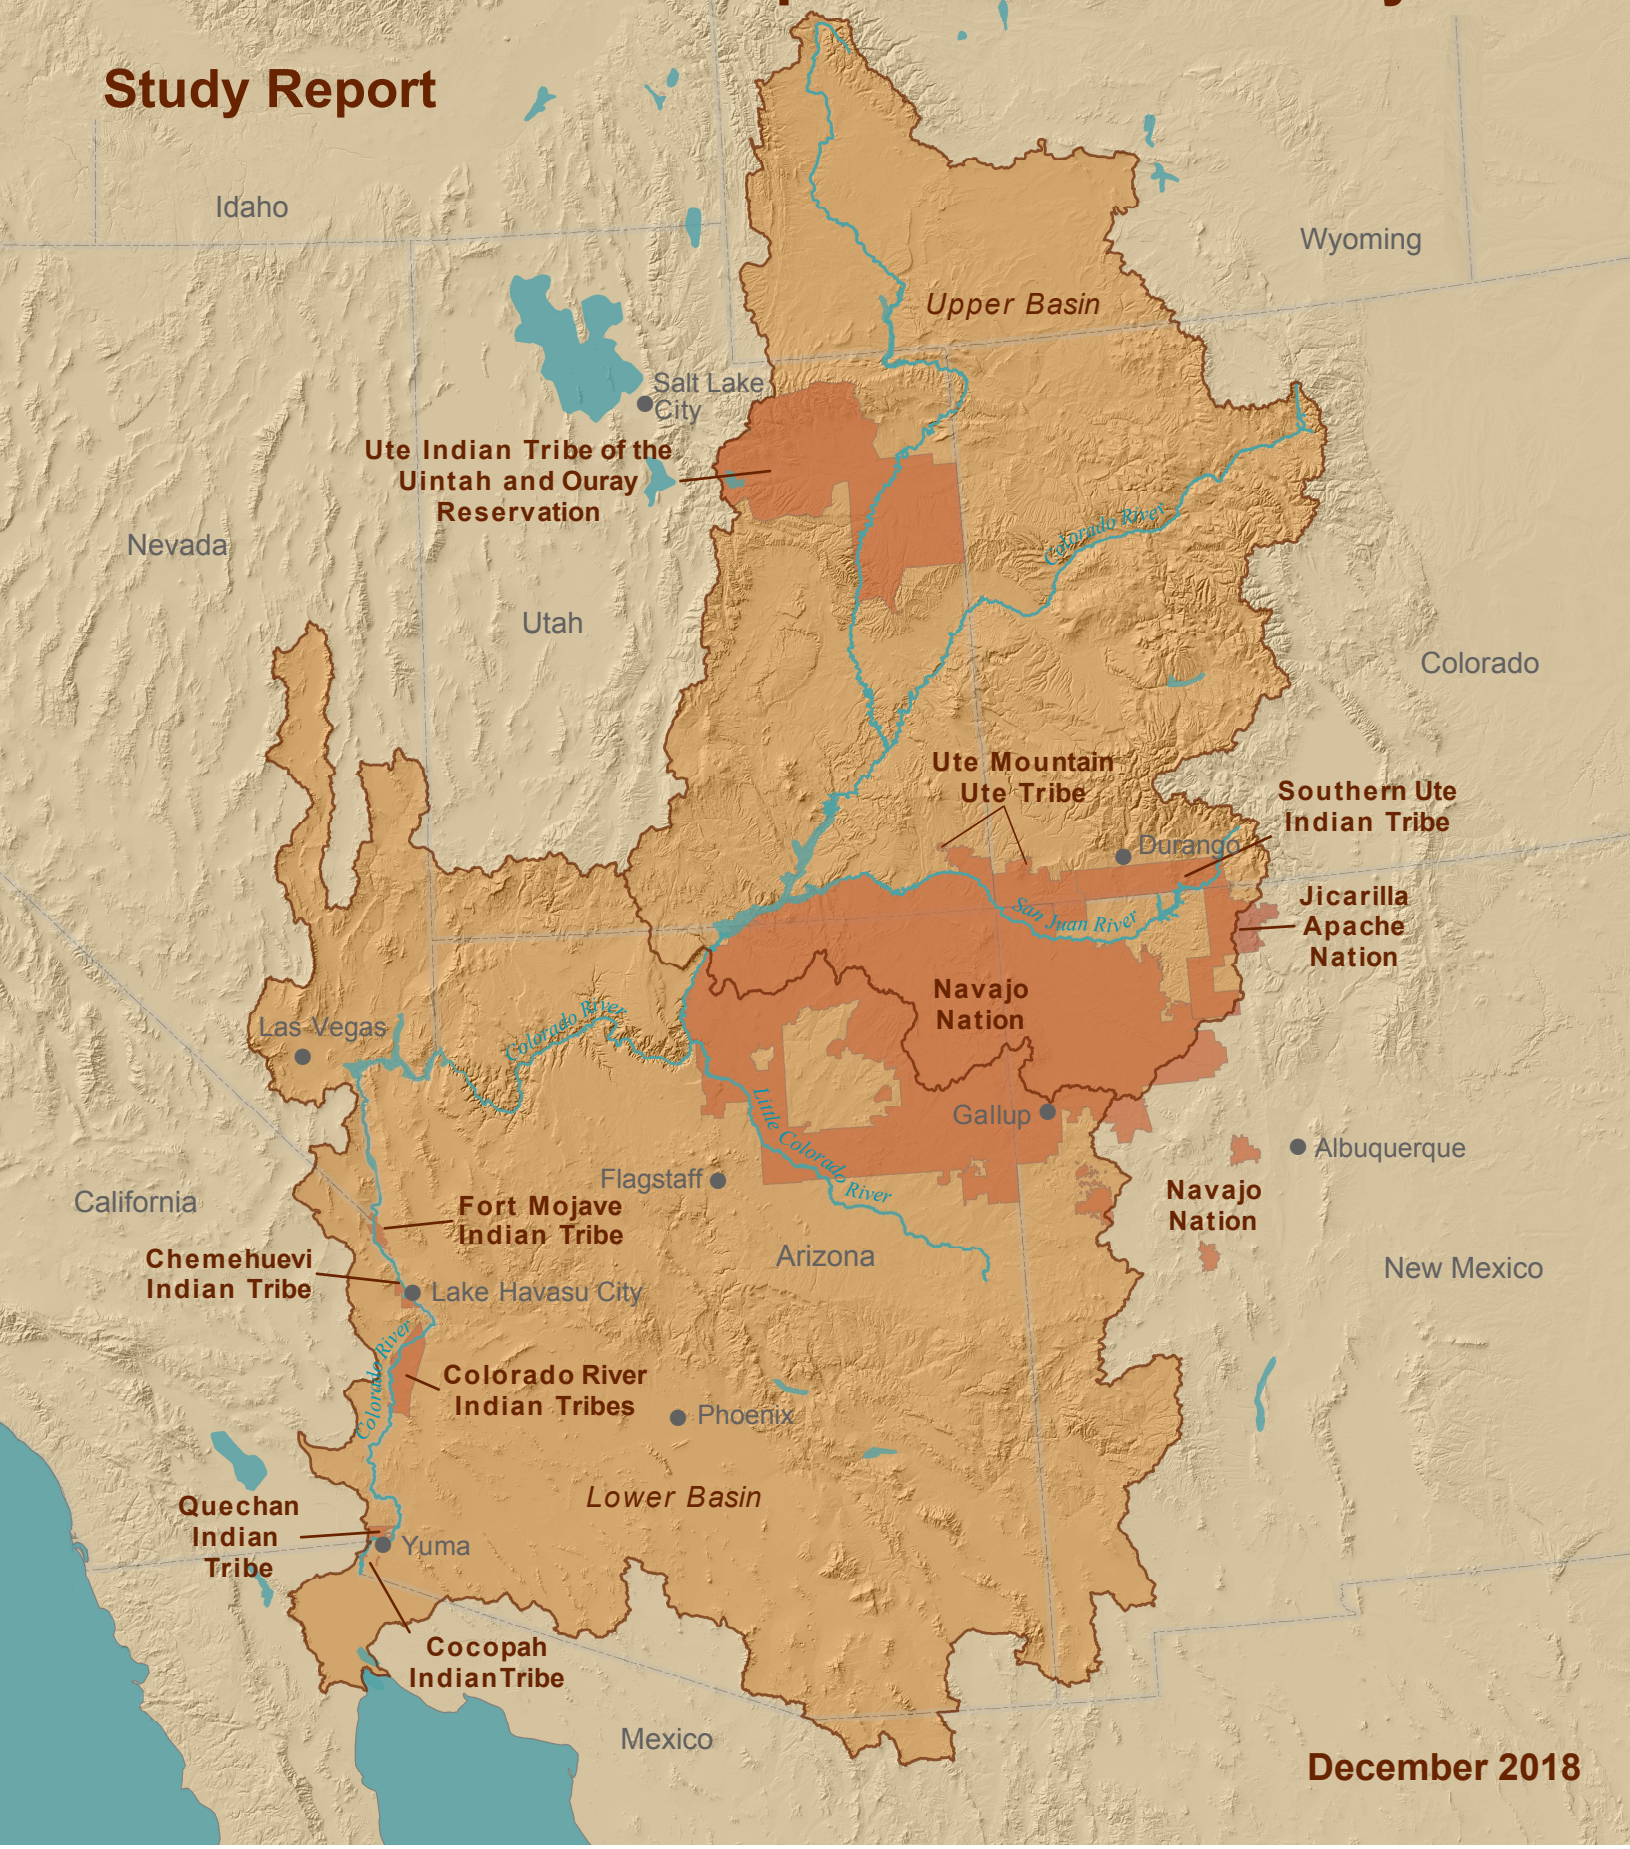 Study Report
Idaho
Wyoming
Upper Basin
Salt Lake
City
Ute Indian Tribe of the
Uintah and Ouray
Reservation
Colorado River
Nevada
Utah
Colorado
Ute Mountain
Ute Tribe
Southern Ute
Indian Tribe
Durango
Jicarilla
Apache
Nation
San Juan River
Navajo
Nation
Las Vegas
Colorado River
Little Colorado River
Gallup
Albuquerque
Flagstaff
Navajo
Nation
California
Fort Mojave
Indian Tribe
Chemehuevi
Indian Tribe
Arizona
New Mexico
Lake Havasu City
Colorado River
Colorado River
Indian Tribes
Phoenix
Lower Basin
Quechan
Indian
Tribe
Yuma
Cocopah
IndianTribe
Mexico
December 2018